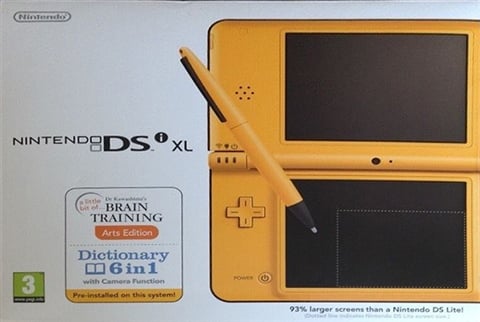 Nintendo
NINTENDO DSi XL
a little
bit of...
Dr Kawashima's
BRAIN
TRAINING
Arts Edition
Dictionary
6 in 1
with Camera Function
Pre-installed on this system!
3
www.pegi.info
POWER
93% larger screens than a Nintendo DS Lite!
(Dotted line indicates Nintendo DS Lite screen size.)